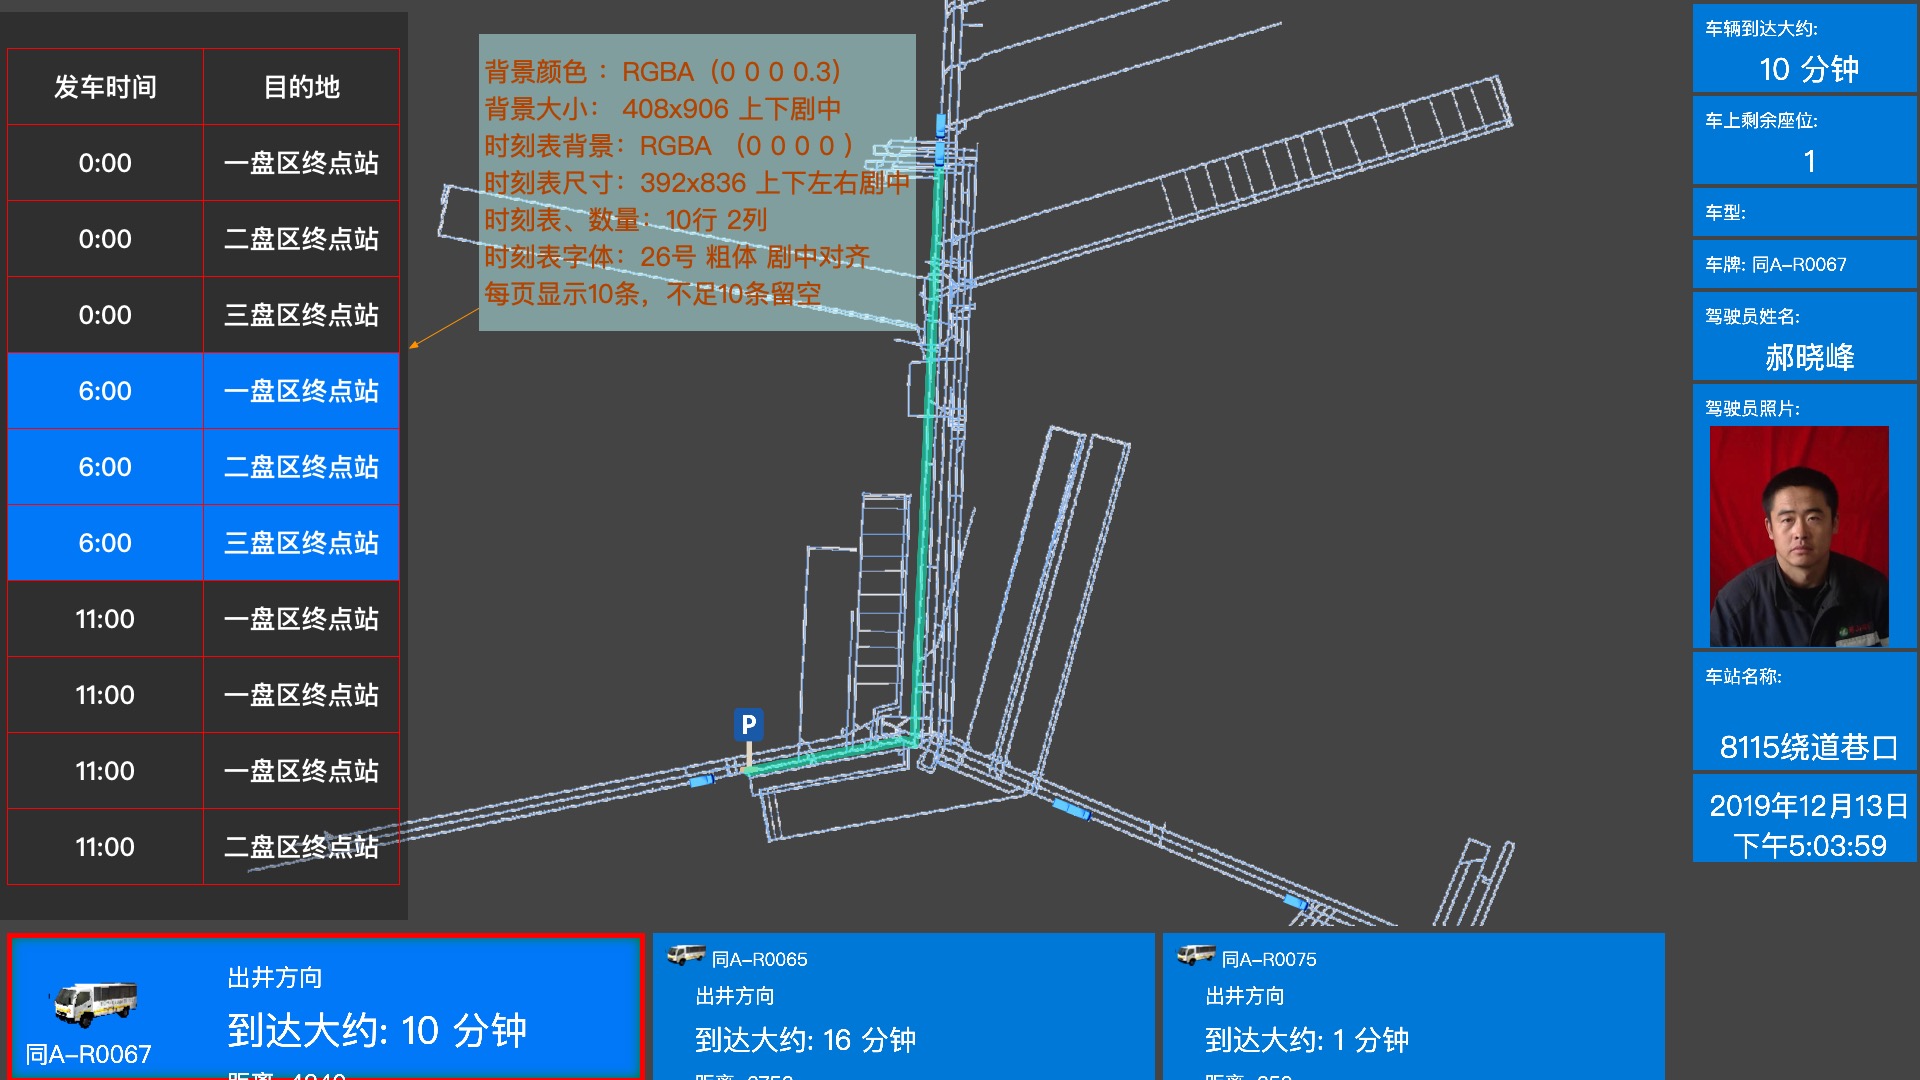 发车时间 目的地
0:00 一盘区终点站
0:00 二盘区终点站
0:00 三盘区终点站
6:00 一盘区终点站
6:00 二盘区终点站
6:00 三盘区终点站
11:00 一盘区终点站
11:00 一盘区终点站
11:00 一盘区终点站
11:00 二盘区终点站
背景颜色 ：RGBA（0 0 0 0.3)
背景大小： 408x906 上下剧中
时刻表背景：RGBA （0 0 0 0 ）
时刻表尺寸：392x836 上下左右剧中
时刻表、数量：10行 2列
时刻表字体：26号 粗体 剧中对齐
每页显示10条，不足10条留空
P
车辆到达大约:
10 分钟
车上剩余座位:
1
车型:
车牌: 同A-R0067
驾驶员姓名:
郝晓峰
驾驶员照片:
车站名称:
8115绕道巷口
2019年12月13日
下午5:03:59
同A-R0067
出井方向
到达大约: 10 分钟
同A-R0065
出井方向
到达大约: 16 分钟
同A-R0075
出井方向
到达大约: 1 分钟